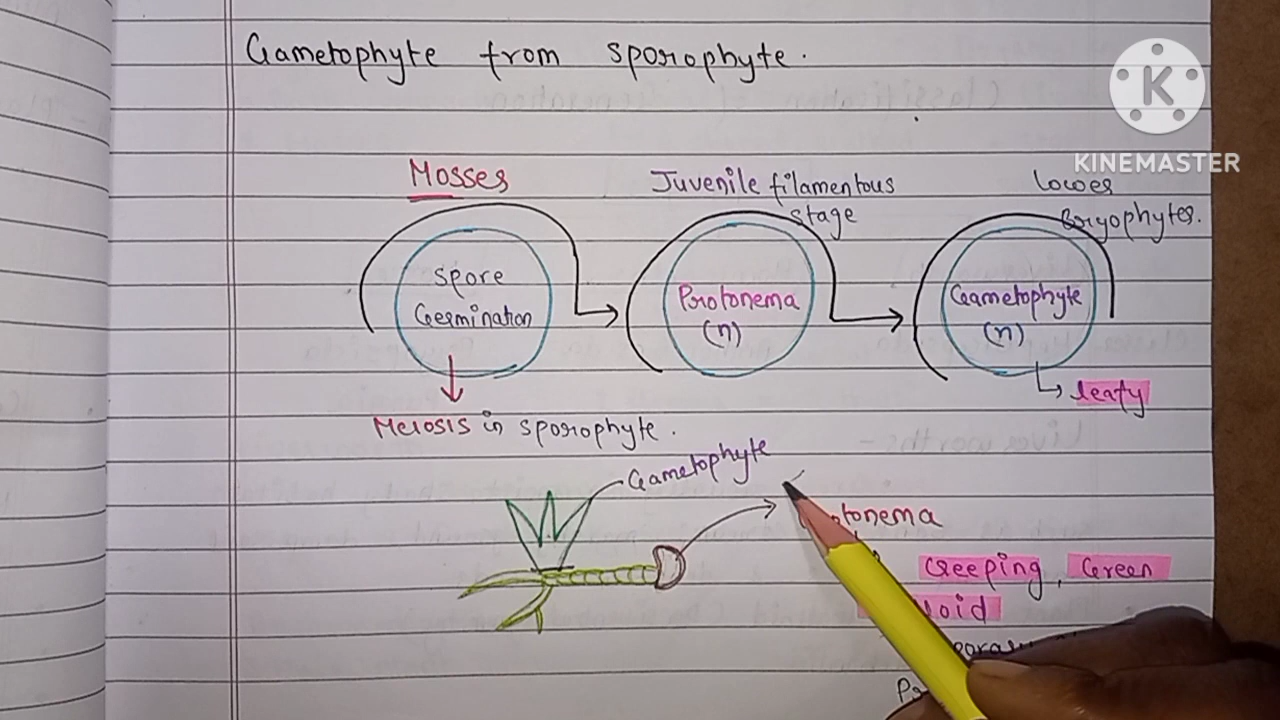 Gametophyte from sporophyte.
KINEMASTER
Mosses
Juvenile filamentous
stage
Lower
Bryophytes.
Spore
Germination
Protonema
(n)
Gametophyte
(n)
leafy
Meiosis in sporophyte.
Gametophyte
Creeping, Green